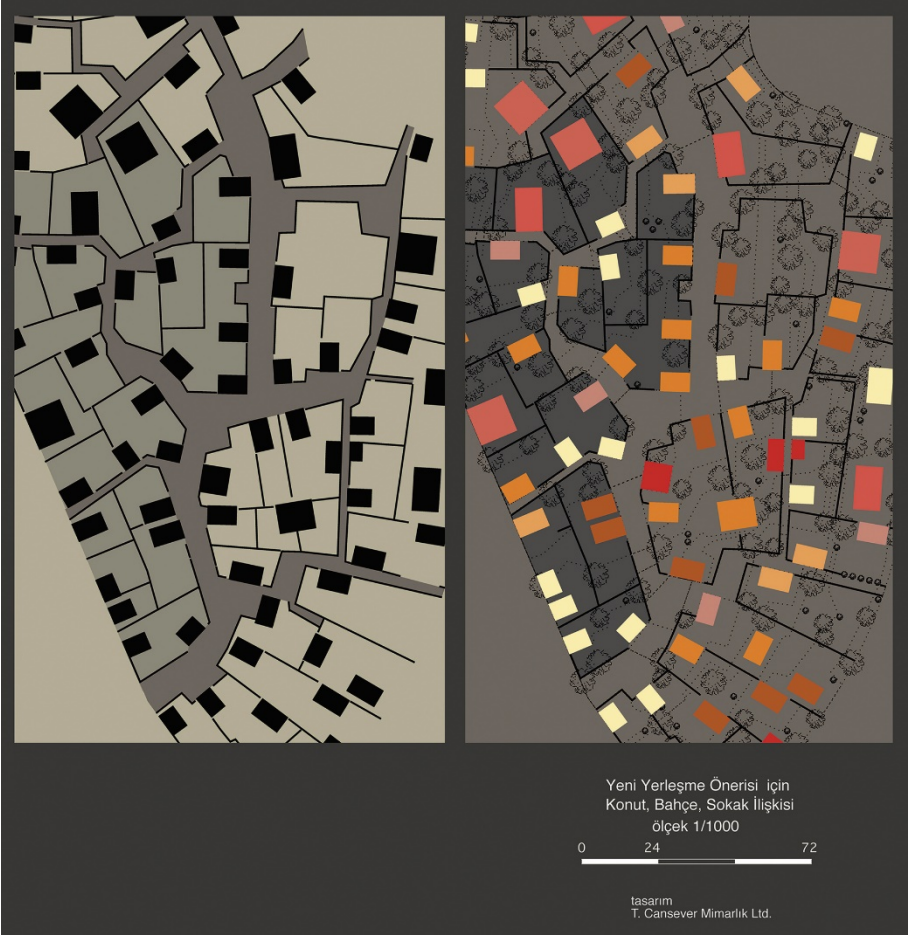 Yeni Yerleşme Önerisi için
Konut, Bahçe, Sokak İlişkisi
ölçek 1/1000
0 24 72
tasarım
T. Cansever Mimarlık Ltd.